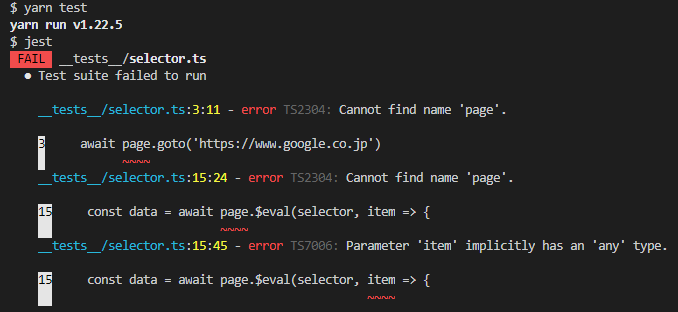 $ yarn test
yarn run v1.22.5
$ jest
FAIL __tests__/selector.ts
● Test suite failed to run
__tests__/selector.ts:3:11 - error TS2304: Cannot find name 'page'.
3 await page.goto('https://www.google.co.jp')
~~~~
__tests__/selector.ts:15:24 - error TS2304: Cannot find name 'page'.
15 const data = await page.$eval(selector, item => {
~~~~
__tests__/selector.ts:15:45 - error TS7006: Parameter 'item' implicitly has an 'any' type.
15 const data = await page.$eval(selector, item => {
~~~~